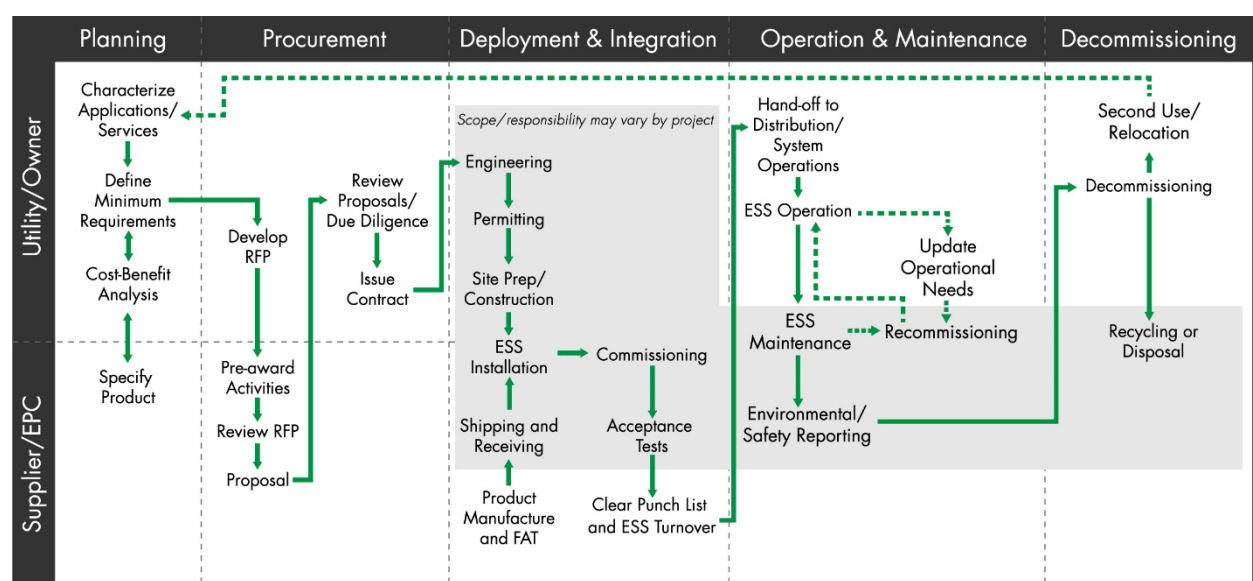 Planning
Procurement
Deployment & Integration
Operation & Maintenance
Decommissioning
Utility/Owner
Supplier/EPC
Characterize
Applications/
Services
Define
Minimum
Requirements
Cost-Benefit
Analysis
Specify
Product
Develop
RFP
Pre-award
Activities
Review RFP
Proposal
Review
Proposals/
Due Diligence
Issue
Contract
Scope/responsibility may vary by project
Engineering
Permitting
Site Prep/
Construction
ESS
Installation
Shipping and
Receiving
Product
Manufacture
and FAT
Commissioning
Acceptance
Tests
Clear Punch List
and ESS Turnover
Hand-off to
Distribution/
System
Operations
ESS Operation
Update
Operational
Needs
ESS
Maintenance
Recommissioning
Environmental/
Safety Reporting
Second Use/
Relocation
Decommissioning
Recycling or
Disposal